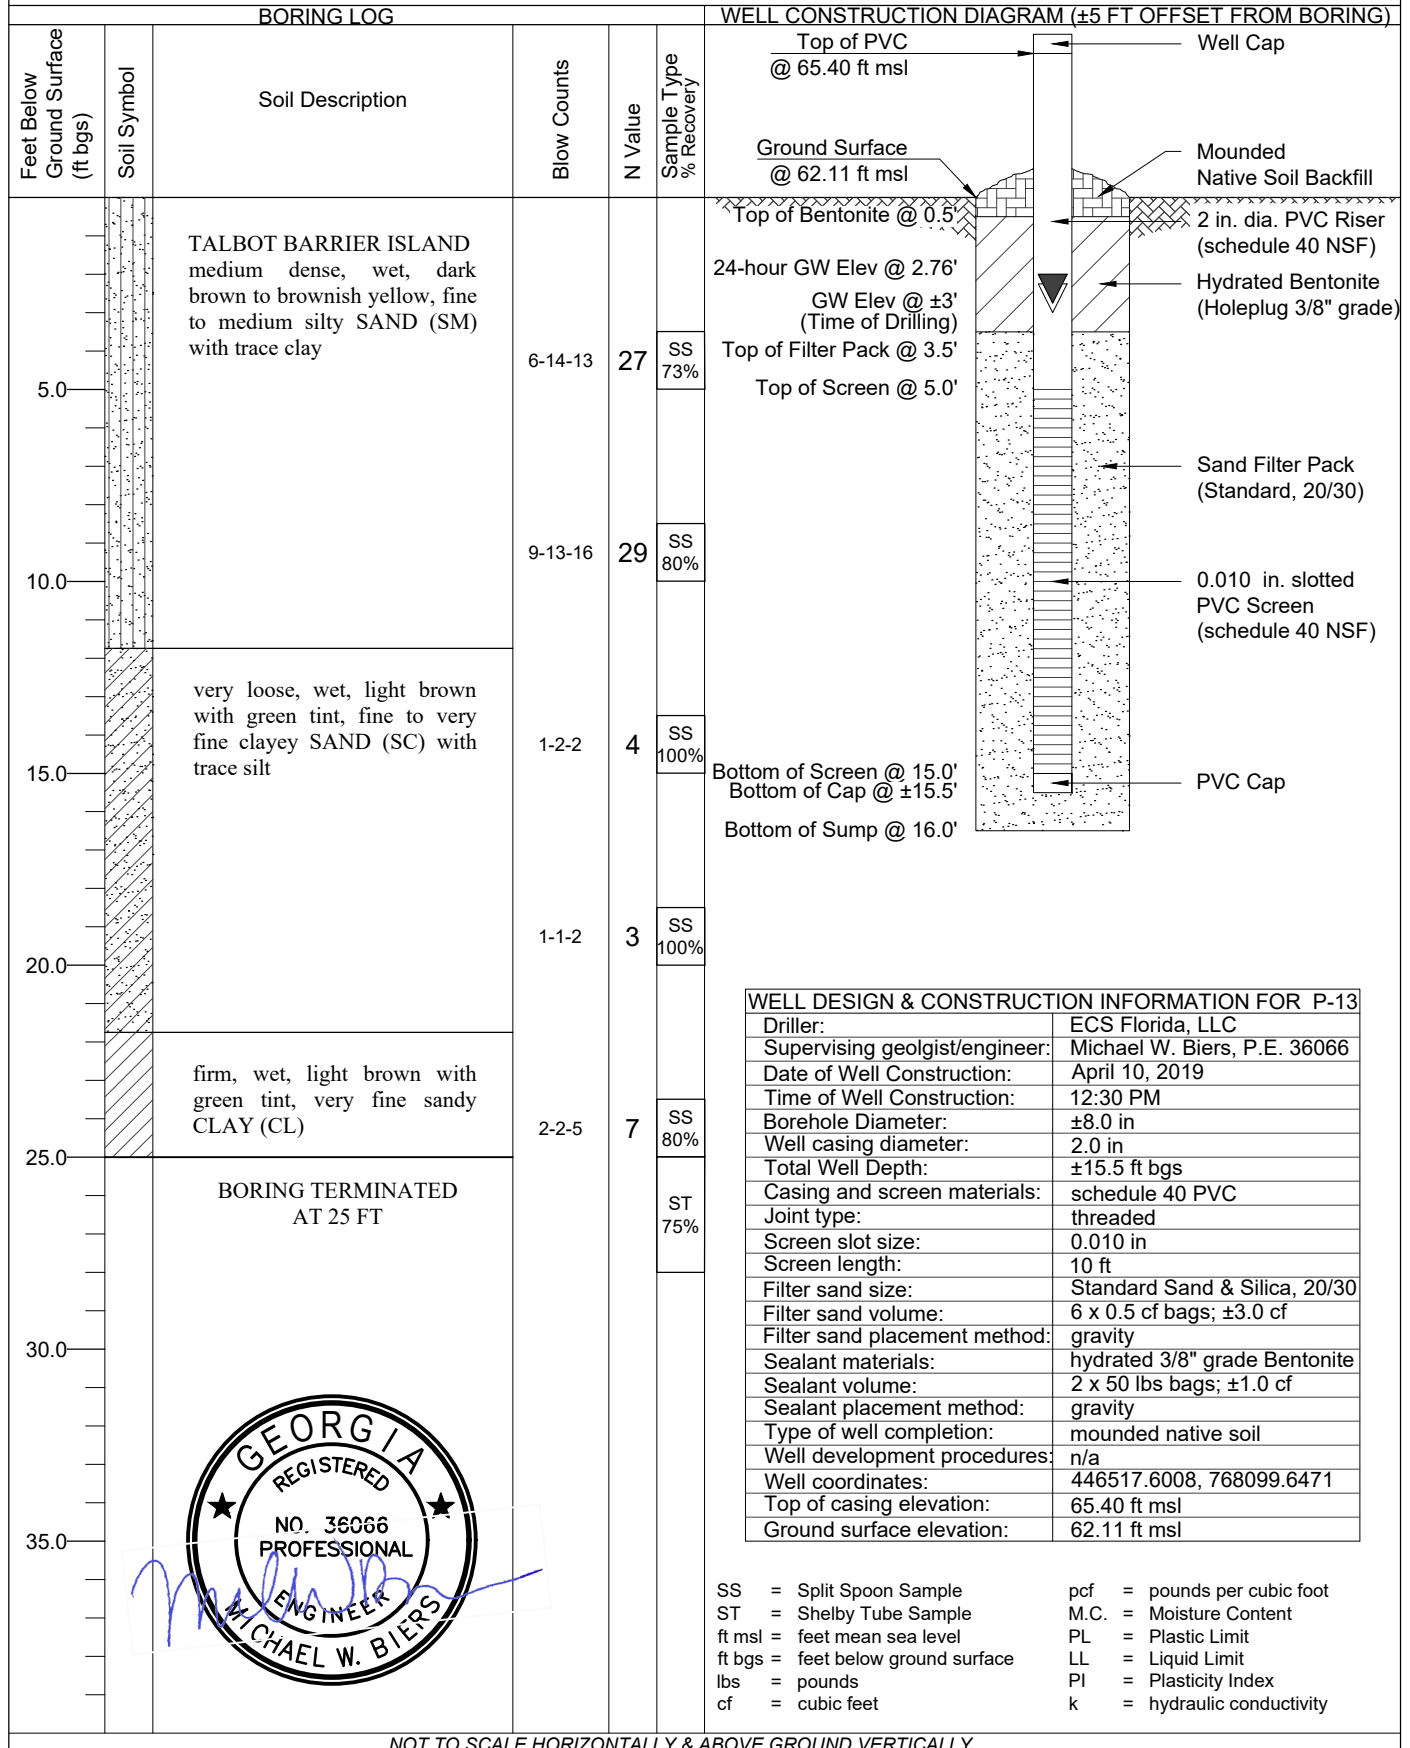 BORING LOG
WELL CONSTRUCTION DIAGRAM (±5 FT OFFSET FROM BORING)
Feet Below
Ground Surface
(ft bgs)
Soil Symbol
Soil Description
Blow Counts
N Value
Sample Type
% Recovery
Top of PVC
@ 65.40 ft msl
Well Cap
Ground Surface
@ 62.11 ft msl
Mounded
Native Soil Backfill
TALBOT BARRIER ISLAND
medium dense, wet, dark
brown to brownish yellow, fine
to medium silty SAND (SM)
with trace clay
6-14-13
27
SS
73%
5.0
9-13-16
29
SS
80%
10.0
very loose, wet, light brown
with green tint, fine to very
fine clayey SAND (SC) with
trace silt
1-2-2
4
SS
100%
15.0
1-1-2
3
SS
100%
20.0
firm, wet, light brown with
green tint, very fine sandy
CLAY (CL)
2-2-5
7
SS
80%
25.0
BORING TERMINATED
AT 25 FT
ST
75%
30.0
35.0
Top of Bentonite @ 0.5'
2 in. dia. PVC Riser
(schedule 40 NSF)
24-hour GW Elev @ 2.76'
GW Elev @ ±3'
(Time of Drilling)
Hydrated Bentonite
(Holeplug 3/8" grade)
Top of Filter Pack @ 3.5'
Top of Screen @ 5.0'
Sand Filter Pack
(Standard, 20/30)
0.010 in. slotted
PVC Screen
(schedule 40 NSF)
Bottom of Screen @ 15.0'
Bottom of Cap @ ±15.5'
PVC Cap
Bottom of Sump @ 16.0'
WELL DESIGN & CONSTRUCTION INFORMATION FOR P-13
Driller: ECS Florida, LLC
Supervising geolgist/engineer: Michael W. Biers, P.E. 36066
Date of Well Construction: April 10, 2019
Time of Well Construction: 12:30 PM
Borehole Diameter: ±8.0 in
Well casing diameter: 2.0 in
Total Well Depth: ±15.5 ft bgs
Casing and screen materials: schedule 40 PVC
Joint type: threaded
Screen slot size: 0.010 in
Screen length: 10 ft
Filter sand size: Standard Sand & Silica, 20/30
Filter sand volume: 6 x 0.5 cf bags; ±3.0 cf
Filter sand placement method: gravity
Sealant materials: hydrated 3/8" grade Bentonite
Sealant volume: 2 x 50 lbs bags; ±1.0 cf
Sealant placement method: gravity
Type of well completion: mounded native soil
Well development procedures: n/a
Well coordinates: 446517.6008, 768099.6471
Top of casing elevation: 65.40 ft msl
Ground surface elevation: 62.11 ft msl
GEORGIA
REGISTERED
NO. 36066
PROFESSIONAL
ENGINEER
MICHAEL W. BIERS
SS = Split Spoon Sample
ST = Shelby Tube Sample
ft msl = feet mean sea level
ft bgs = feet below ground surface
lbs = pounds
cf = cubic feet
pcf = pounds per cubic foot
M.C. = Moisture Content
PL = Plastic Limit
LL = Liquid Limit
PI = Plasticity Index
k = hydraulic conductivity
NOT TO SCALE HORIZONTALLY & ABOVE GROUND VERTICALLY